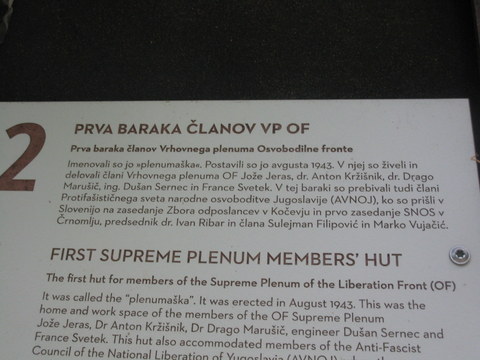 2
PRVA BARAKA ČLANOV VP OF
Prva baraka članov Vrhovnega plenuma Osvobodilne fronte
Imenovali so jo »plenumaška«. Postavili so jo avgusta 1943. V njej so živeli in
delovali člani Vrhovnega plenuma OF Jože Jeras, dr. Anton Kržišnik, dr. Drago
Marušič, ing. Dušan Sernec in France Svetek. V tej baraki so prebivali tudi člani
Protifašističnega sveta narodne osvoboditve Jugoslavije (AVNOJ), ko so prišli v
Slovenijo na zasedanje Zbora odposlancev v Kočevju in prvo zasedanje SNOS v
Črnomlju, predsednik dr. Ivan Ribar in člana Sulejman Filipović in Marko Vujačić.
FIRST SUPREME PLENUM MEMBERS' HUT
The first hut for members of the Supreme Plenum of the Liberation Front (OF)
It was called the "plenumaška". It was erected in August 1943. This was the
home and work space of the members of the OF Supreme Plenum
Jože Jeras, Dr Anton Kržišnik, Dr Drago Marušič, engineer Dušan Sernec and
France Svetek. This hut also accommodated members of the Anti-Fascist
Council of the National Liberation of Yugoslavia (AVNOJ)